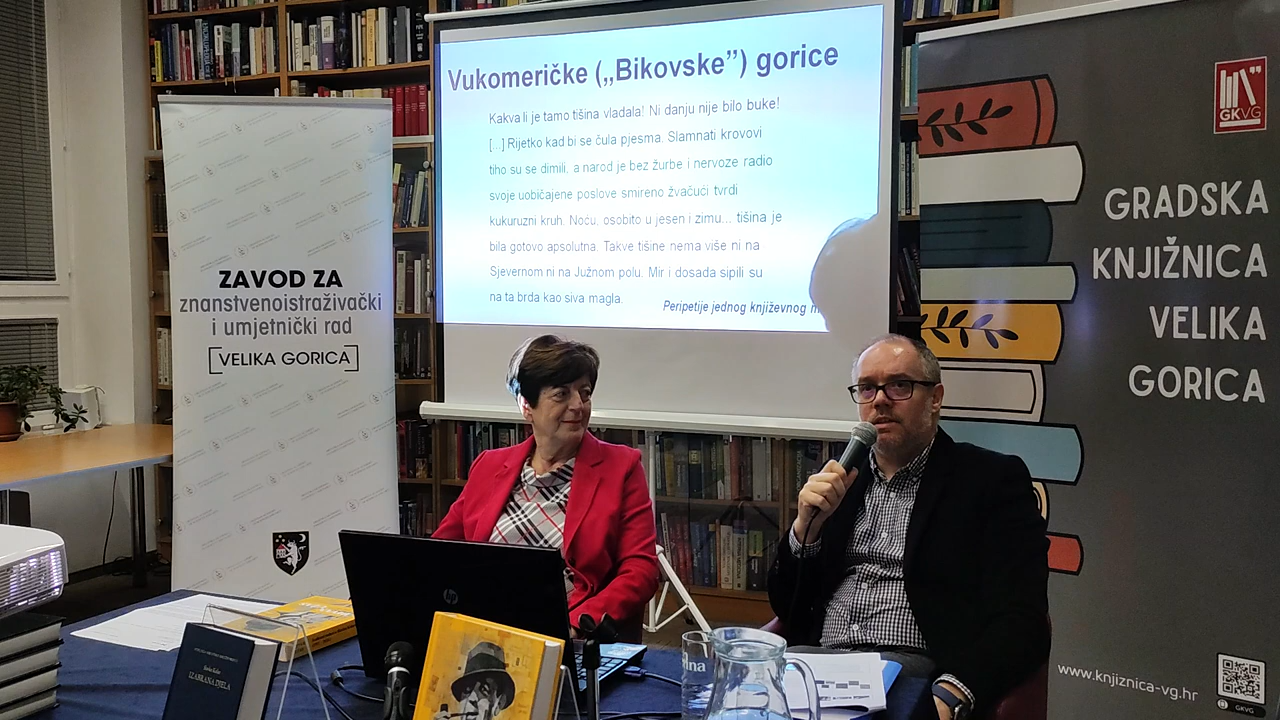 Vukomeričke („Bikovske”) gorice
Kakva li je tamo tišina vladala! Ni danju nije bilo buke!
[...] Rijetko kad bi se čula pjesma. Slamnati krovovi
tiho su se dimili, a narod je bez žurbe i nervoze radio
svoje uobičajene poslove smireno žvačući tvrdi
kukuruzni kruh. Noću, osobito u jesen i zimu... tišina je
bila gotovo apsolutna. Takve tišine nema više ni na
Sjevernom ni na Južnom polu. Mir i dosada sipili su
na ta brda kao siva magla.
Peripetije jednog književnog
ZAVOD ZA
znanstvenoistraživački
i umjetnički rad
[VELIKA GORICA]
GKVG
GRADSKA
KNJIŽNICA
VELIKA
GORICA
www.knjiznica-vg.hr
GKVG
hp
IZABRANA DJELA